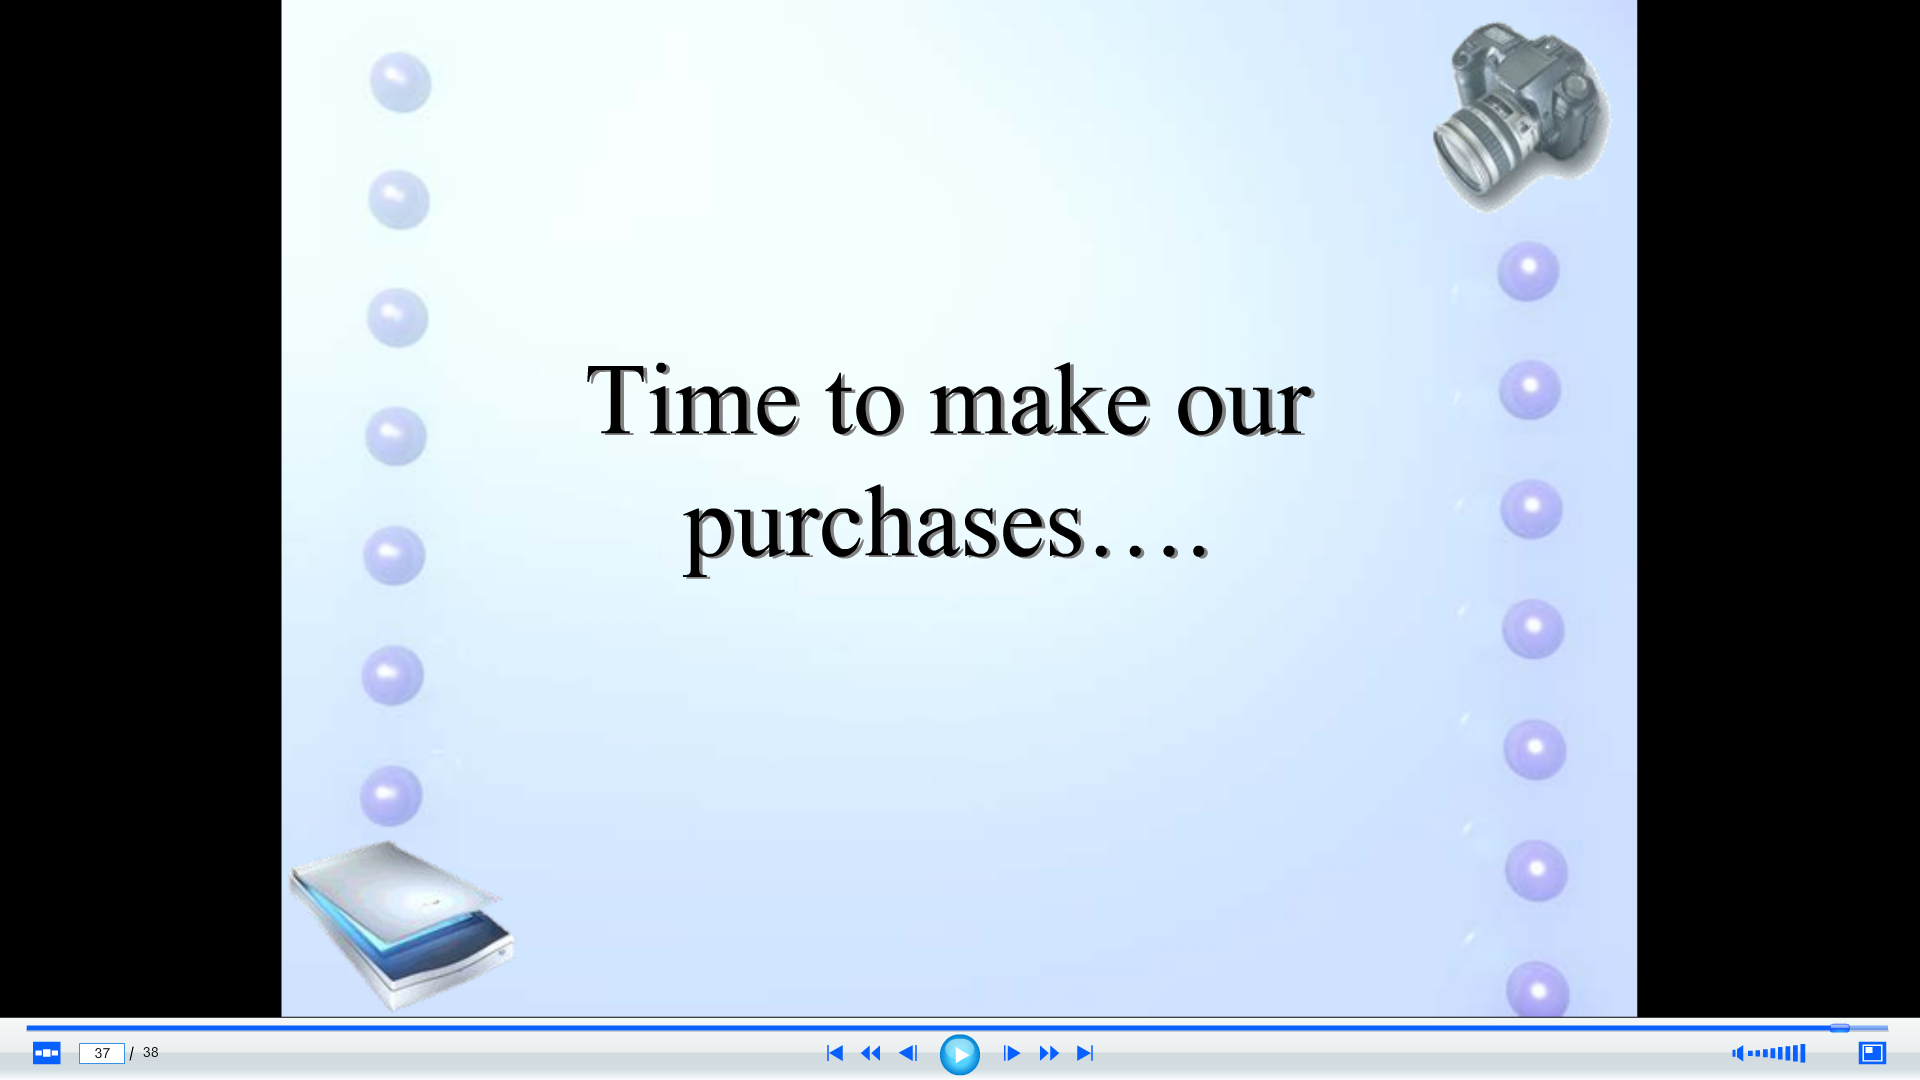 Time to make our
purchases….
37 / 38